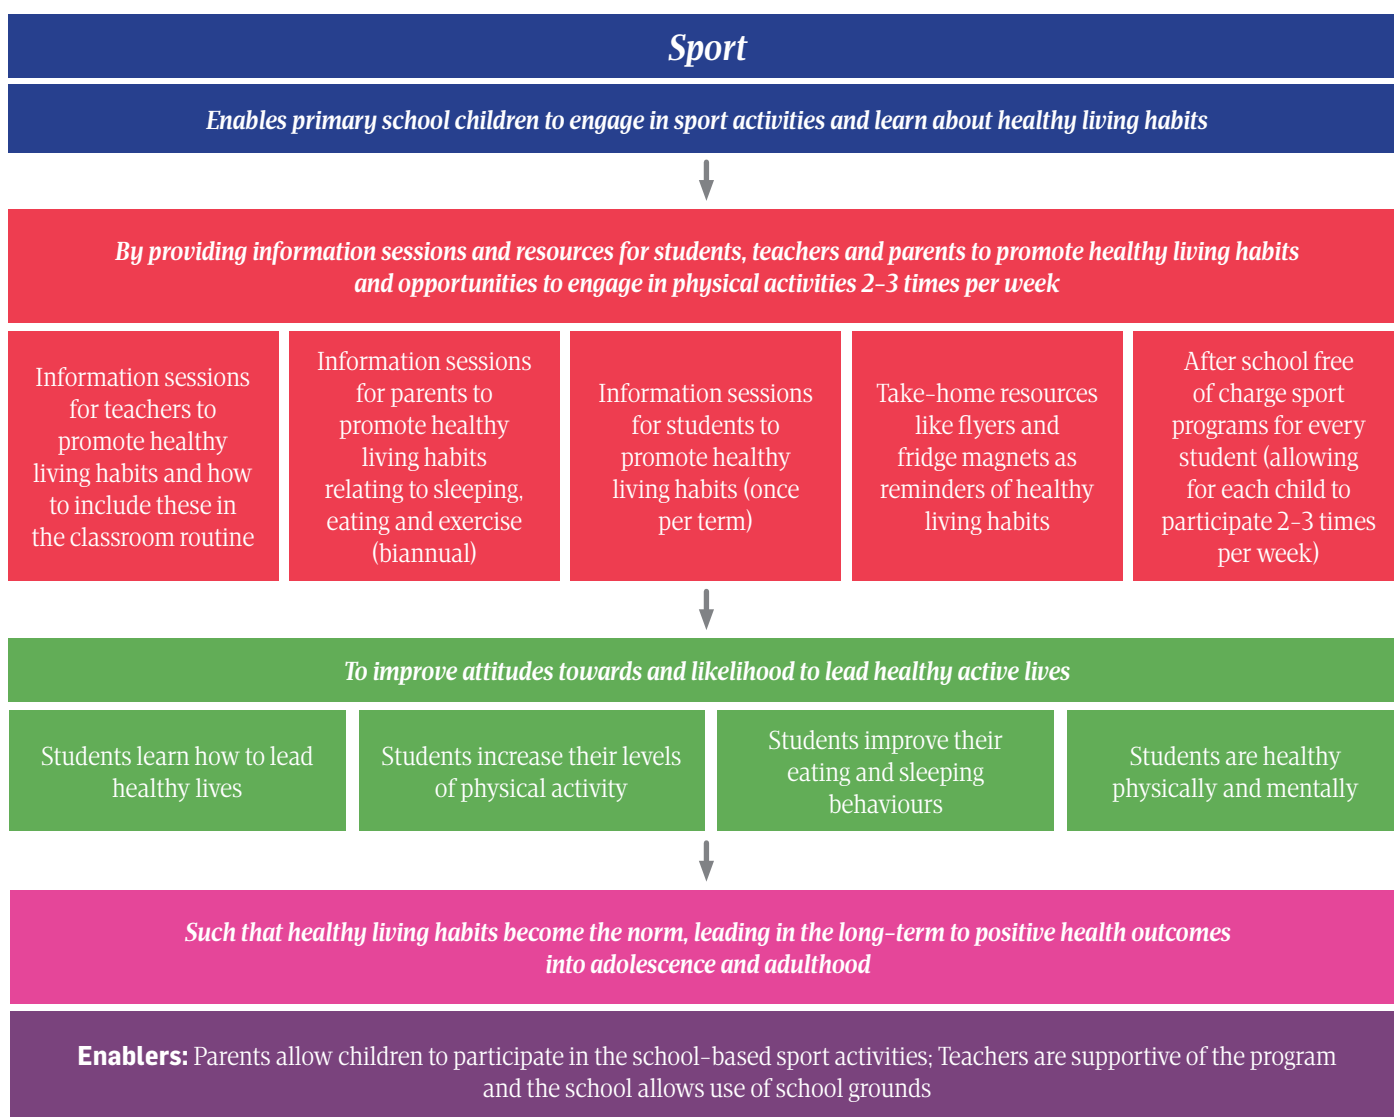 Sport
Enables primary school children to engage in sport activities and learn about healthy living habits
By providing information sessions and resources for students, teachers and parents to promote healthy living habits
and opportunities to engage in physical activities 2-3 times per week
Information sessions
for teachers to
promote healthy
living habits and how
to include these in
the classroom routine
Information sessions
for parents to
promote healthy
living habits
relating to sleeping,
eating and exercise
(biannual)
Information sessions
for students to
promote healthy
living habits (once
per term)
Take-home resources
like flyers and
fridge magnets as
reminders of healthy
living habits
After school free
of charge sport
programs for every
student (allowing
for each child to
participate 2-3 times
per week)
To improve attitudes towards and likelihood to lead healthy active lives
Students learn how to lead
healthy lives
Students increase their levels
of physical activity
Students improve their
eating and sleeping
behaviours
Students are healthy
physically and mentally
Such that healthy living habits become the norm, leading in the long-term to positive health outcomes
into adolescence and adulthood
Enablers: Parents allow children to participate in the school-based sport activities; Teachers are supportive of the program
and the school allows use of school grounds